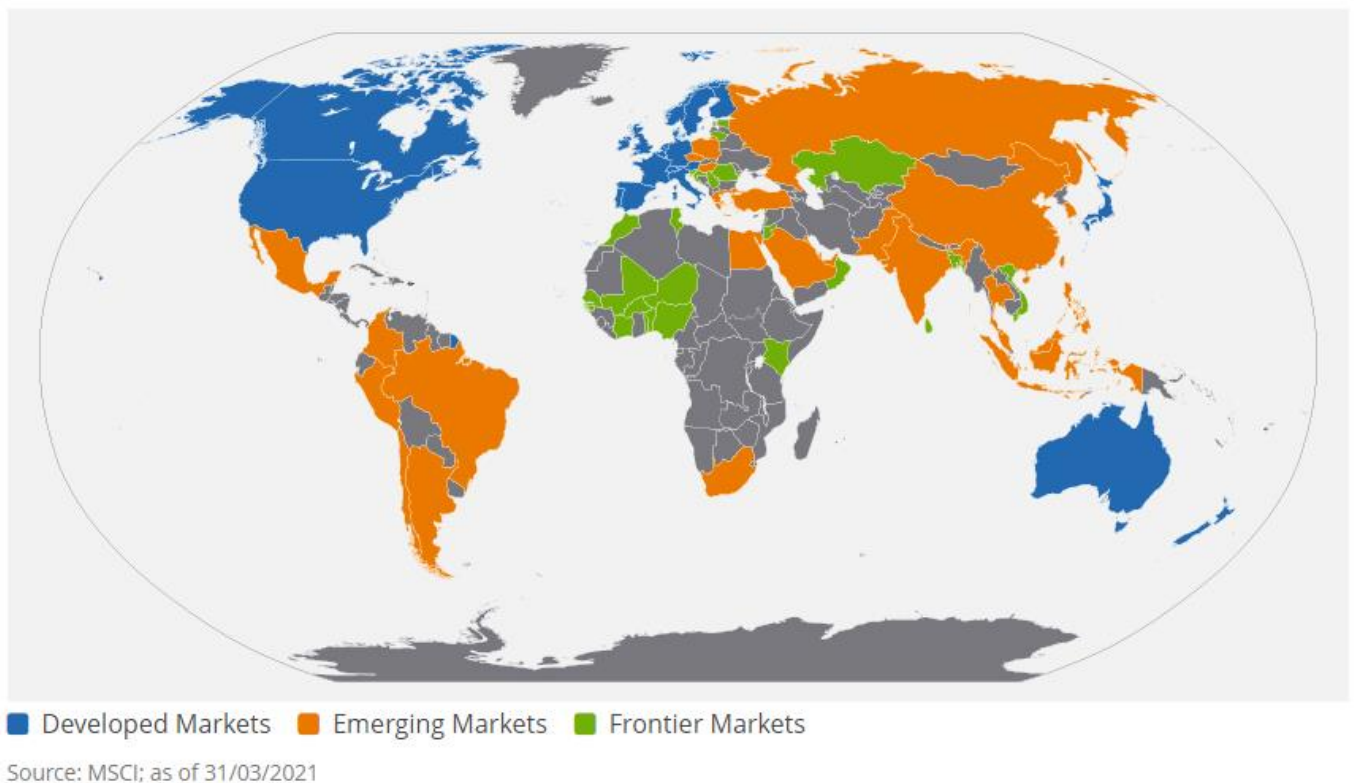 Developed Markets Emerging Markets Frontier Markets
Source: MSCI; as of 31/03/2021